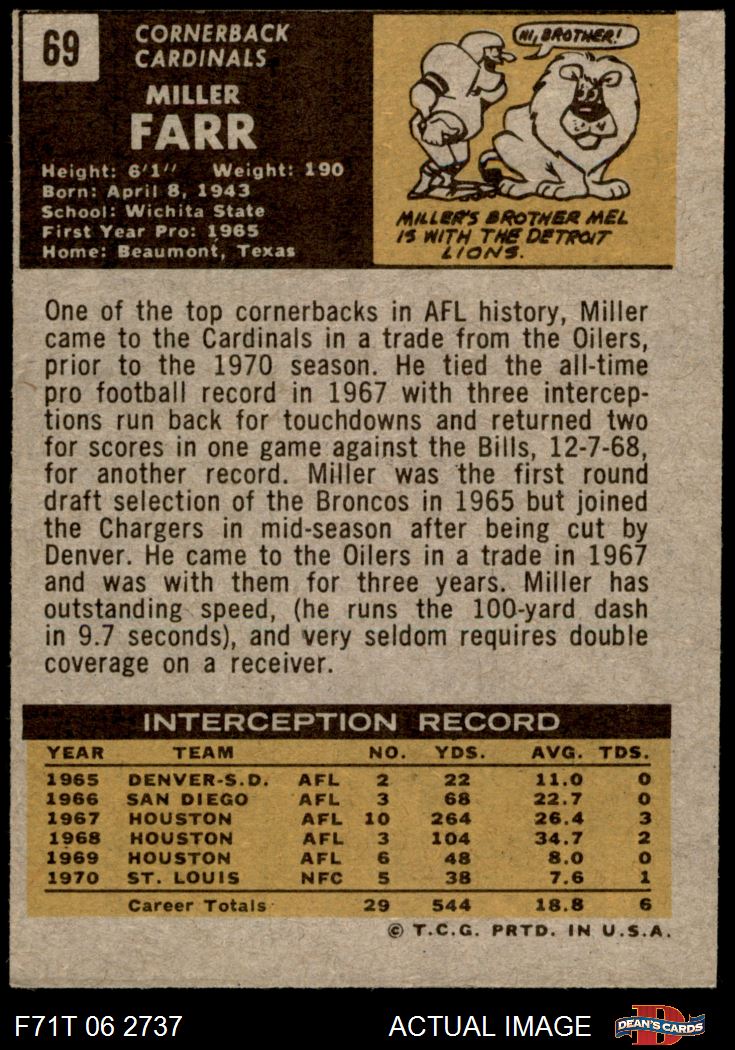 69
CORNERBACK
CARDINALS
MILLER
FARR
Height: 6'1" Weight: 190
Born: April 8, 1943
School: Wichita State
First Year Pro: 1965
Home: Beaumont, Texas
HI, BROTHER!
MILLER'S BROTHER MEL
IS WITH THE DETROIT
LIONS.
One of the top cornerbacks in AFL history, Miller
came to the Cardinals in a trade from the Oilers,
prior to the 1970 season. He tied the all-time
pro football record in 1967 with three intercep-
tions run back for touchdowns and returned two
for scores in one game against the Bills, 12-7-68,
for another record. Miller was the first round
draft selection of the Broncos in 1965 but joined
the Chargers in mid-season after being cut by
Denver. He came to the Oilers in a trade in 1967
and was with them for three years. Miller has
outstanding speed, (he runs the 100-yard dash
in 9.7 seconds), and very seldom requires double
coverage on a receiver.
INTERCEPTION RECORD
YEAR TEAM NO. YDS. AVG. TDS.
1965 DENVER-S.D. AFL 2 22 11.0 0
1966 SAN DIEGO AFL 3 68 22.7 0
1967 HOUSTON AFL 10 264 26.4 3
1968 HOUSTON AFL 3 104 34.7 2
1969 HOUSTON AFL 6 48 8.0 0
1970 ST. LOUIS NFC 5 38 7.6 1
Career Totals 29 544 18.8 6
© T.C.G. PRTD. IN U.S.A.
F71T 06 2737 ACTUAL IMAGE DEAN'S CARDS